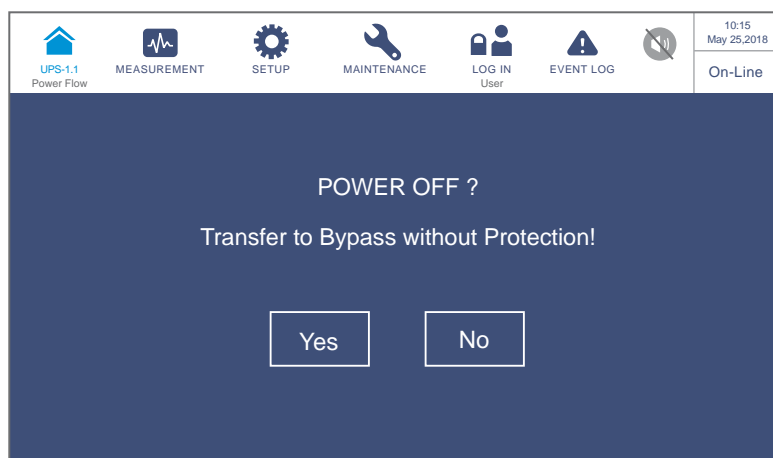 UPS-1.1
Power Flow
MEASUREMENT
SETUP
MAINTENANCE
LOG IN
User
EVENT LOG
10:15
May 25,2018
On-Line
POWER OFF ?
Transfer to Bypass without Protection!
Yes
No